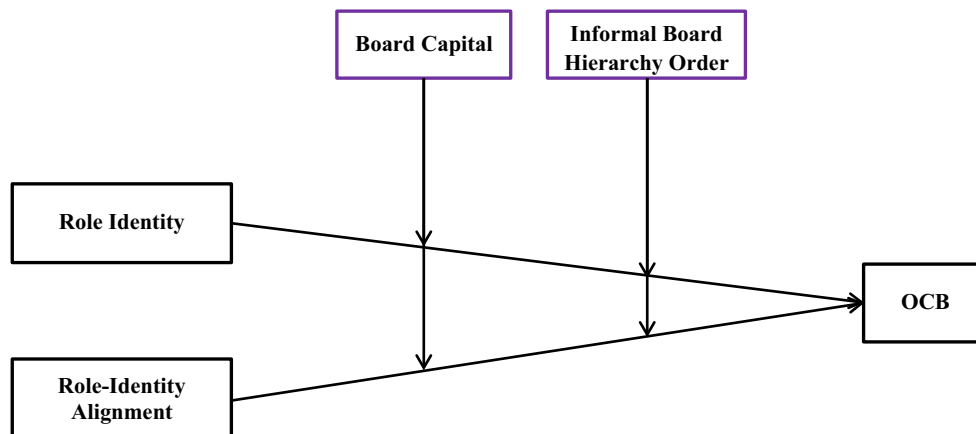 Board Capital
Informal Board
Hierarchy Order
Role Identity
OCB
Role-Identity
Alignment